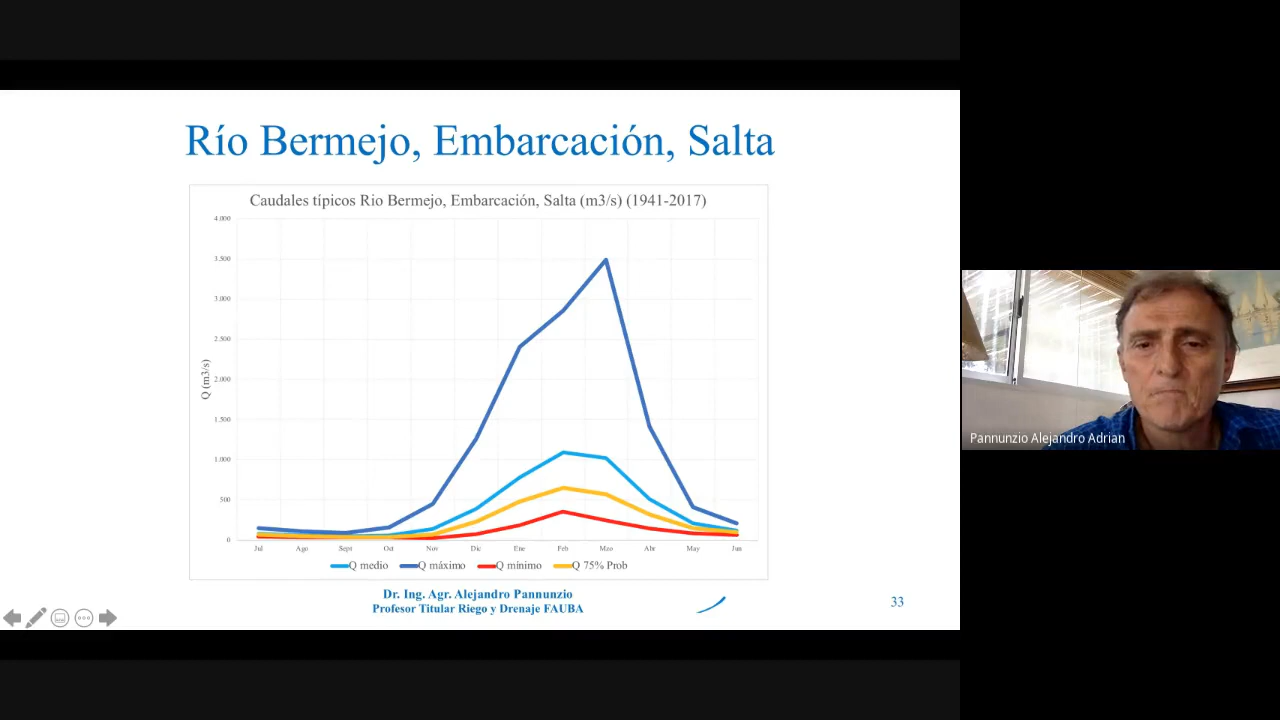 Río Bermejo, Embarcación, Salta
Caudales típicos Rio Bermejo, Embarcación, Salta (m3/s) (1941-2017)
4.000
3.500
3.000
2.500
2.000
1.500
1.000
500
0
Q (m3/s)
Jul Ago Sept Oct Nov Dic Ene Feb Mzo Abr May Jun
Q medio Q máximo Q mínimo Q 75% Prob
Dr. Ing. Agr. Alejandro Pannunzio
Profesor Titular Riego y Drenaje FAUBA
33
Pannunzio Alejandro Adrian